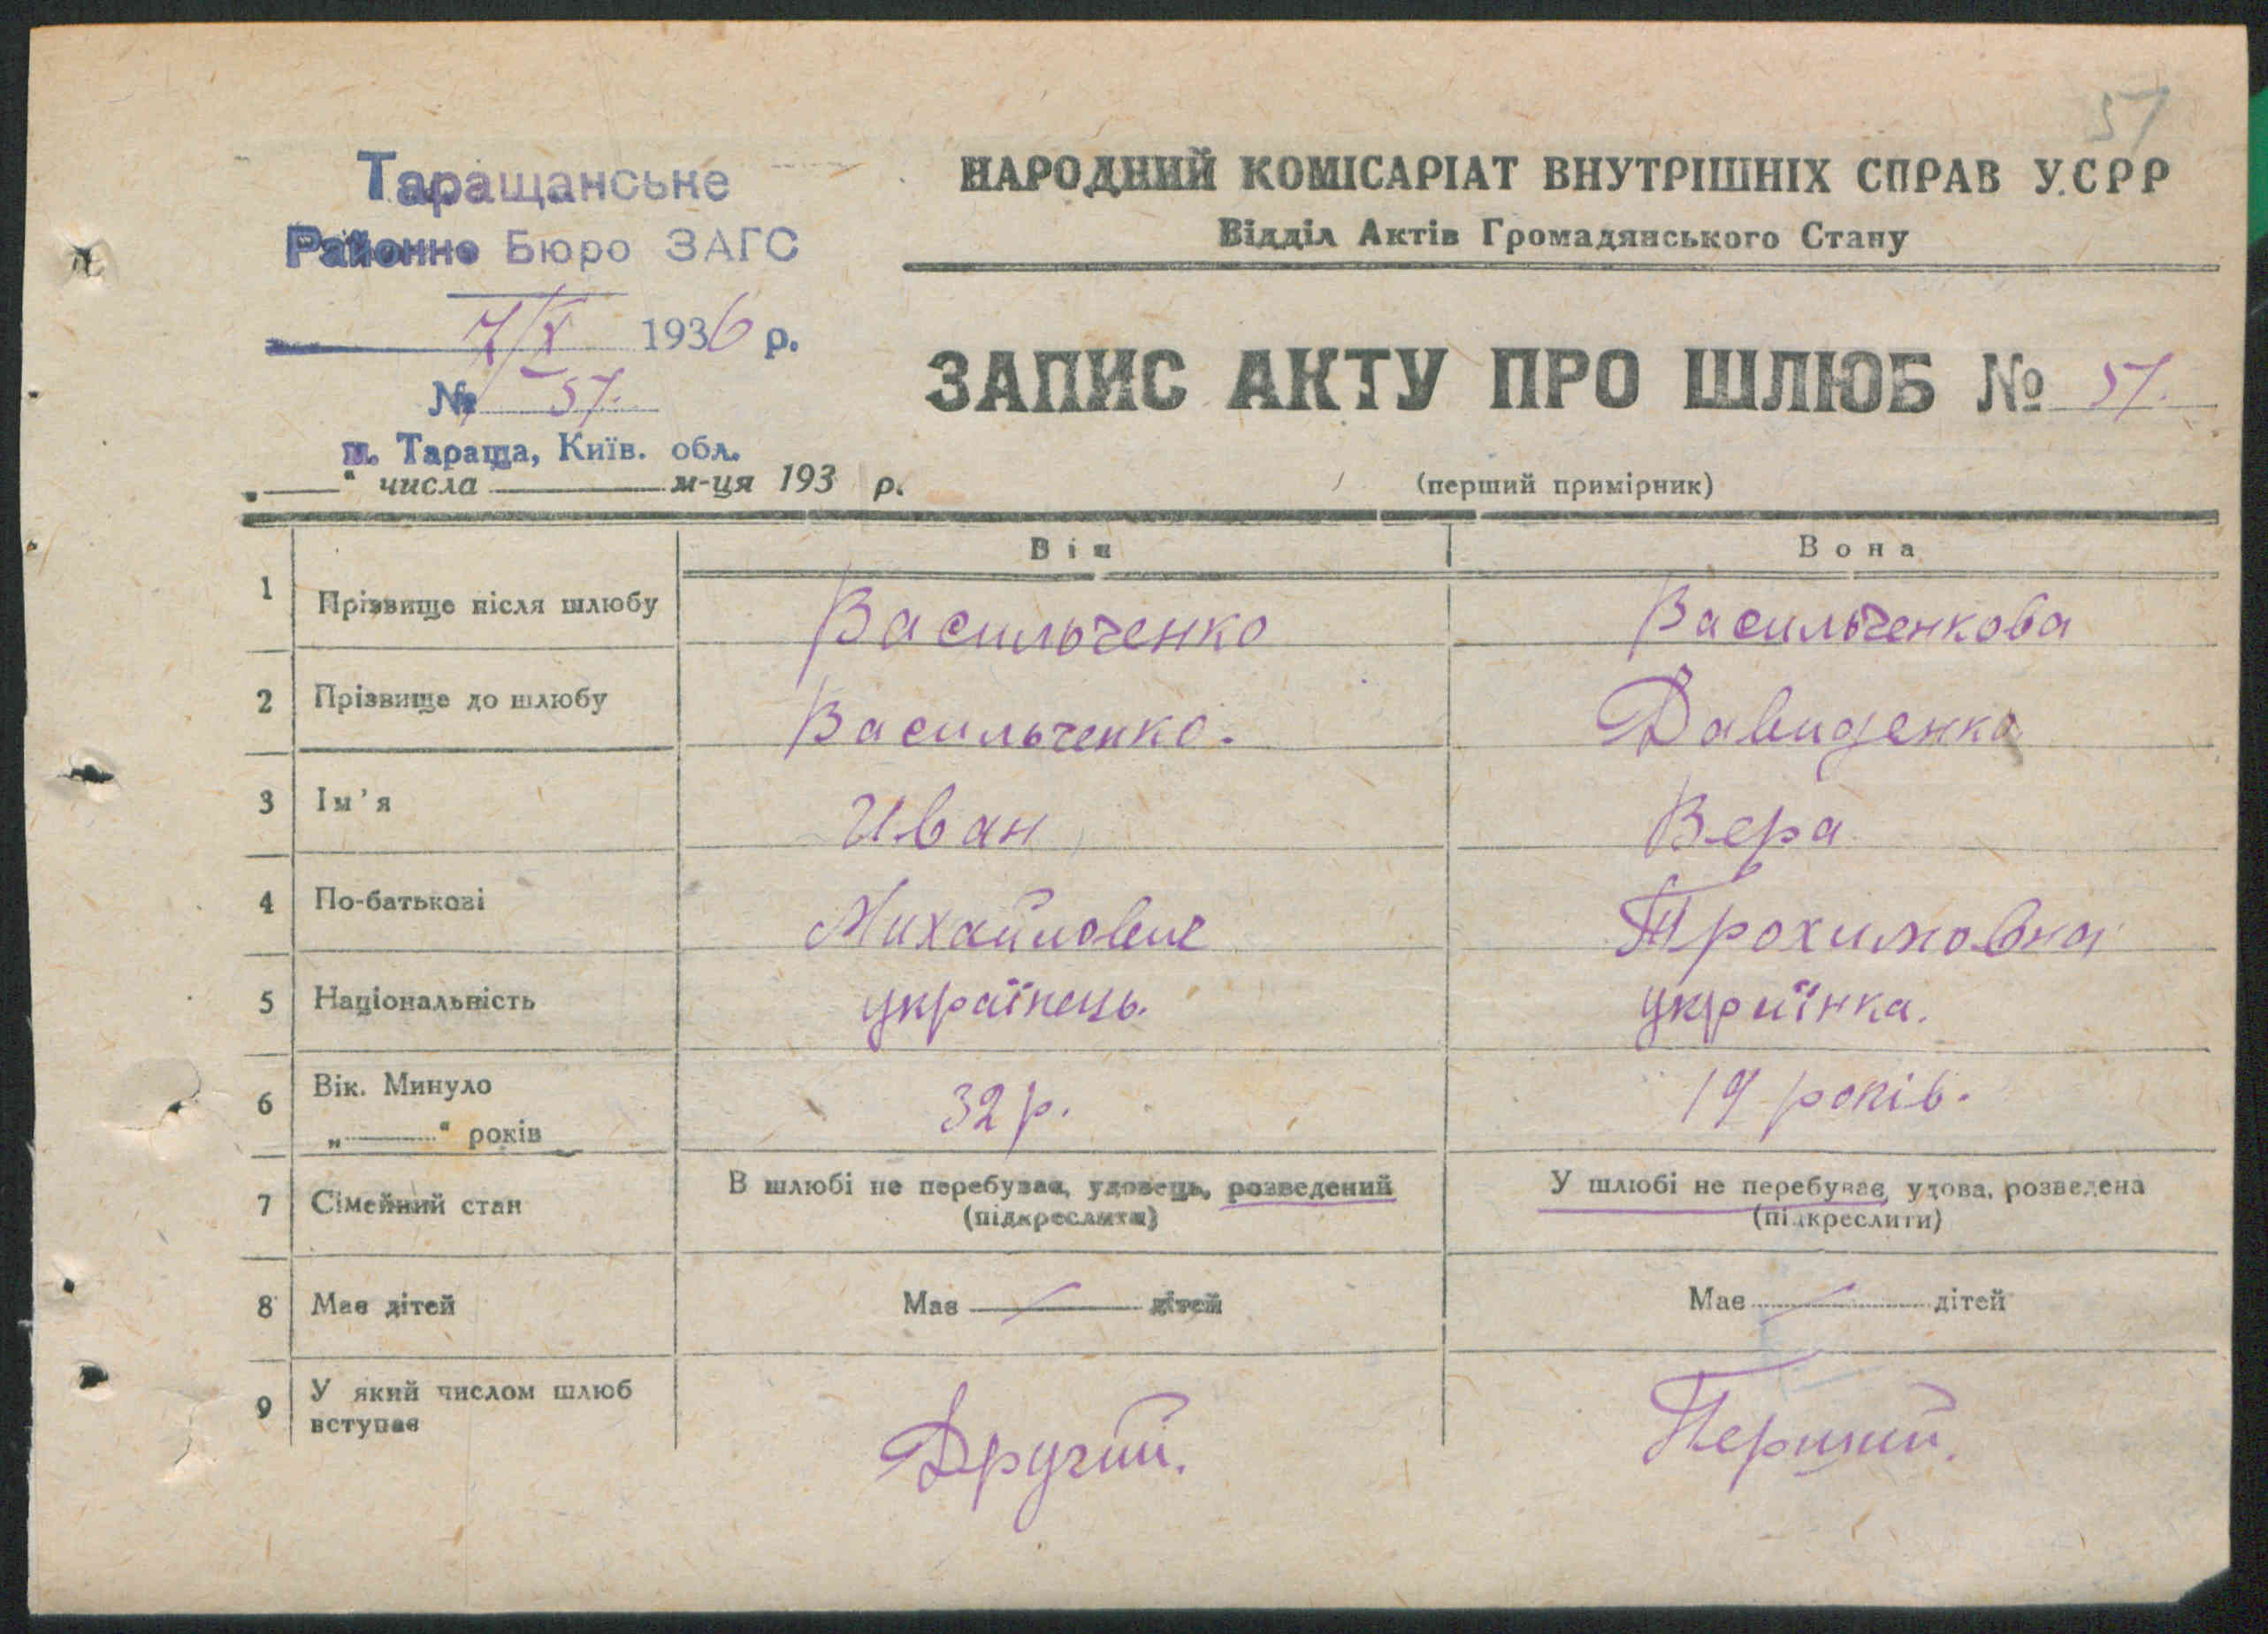 57
Таращанське
Районне Бюро ЗАГС
7/X 1936 р.
№ 57.
м. Тараща, Київ. обл.
„——“ числа ——— м-ця 193 р.
НАРОДНИЙ КОМІСАРІАТ ВНУТРІШНІХ СПРАВ У.С.Р.Р
Відділ Актів Громадянського Стану
ЗАПИС АКТУ ПРО ШЛЮБ № 57.
(перший примірник)
Він Вона
1 Прізвище після шлюбу Васильченко Васильченкова
2 Прізвище до шлюбу Васильченко. Давиденко
3 Ім'я Иван Вера
4 По-батькові Михайлович Трохимовна
5 Національність українець. українка.
6 Вік. Минуло
„———“ років 32 р. 19 років.
7 Сімейний стан В шлюбі не перебуває, удовець, розведений У шлюбі не перебуває, удова, розведена
(підкреслити) (підкреслити)
8 Має дітей Має — дітей Має — дітей
9 У який числом шлюб
вступає Другий. Перший.